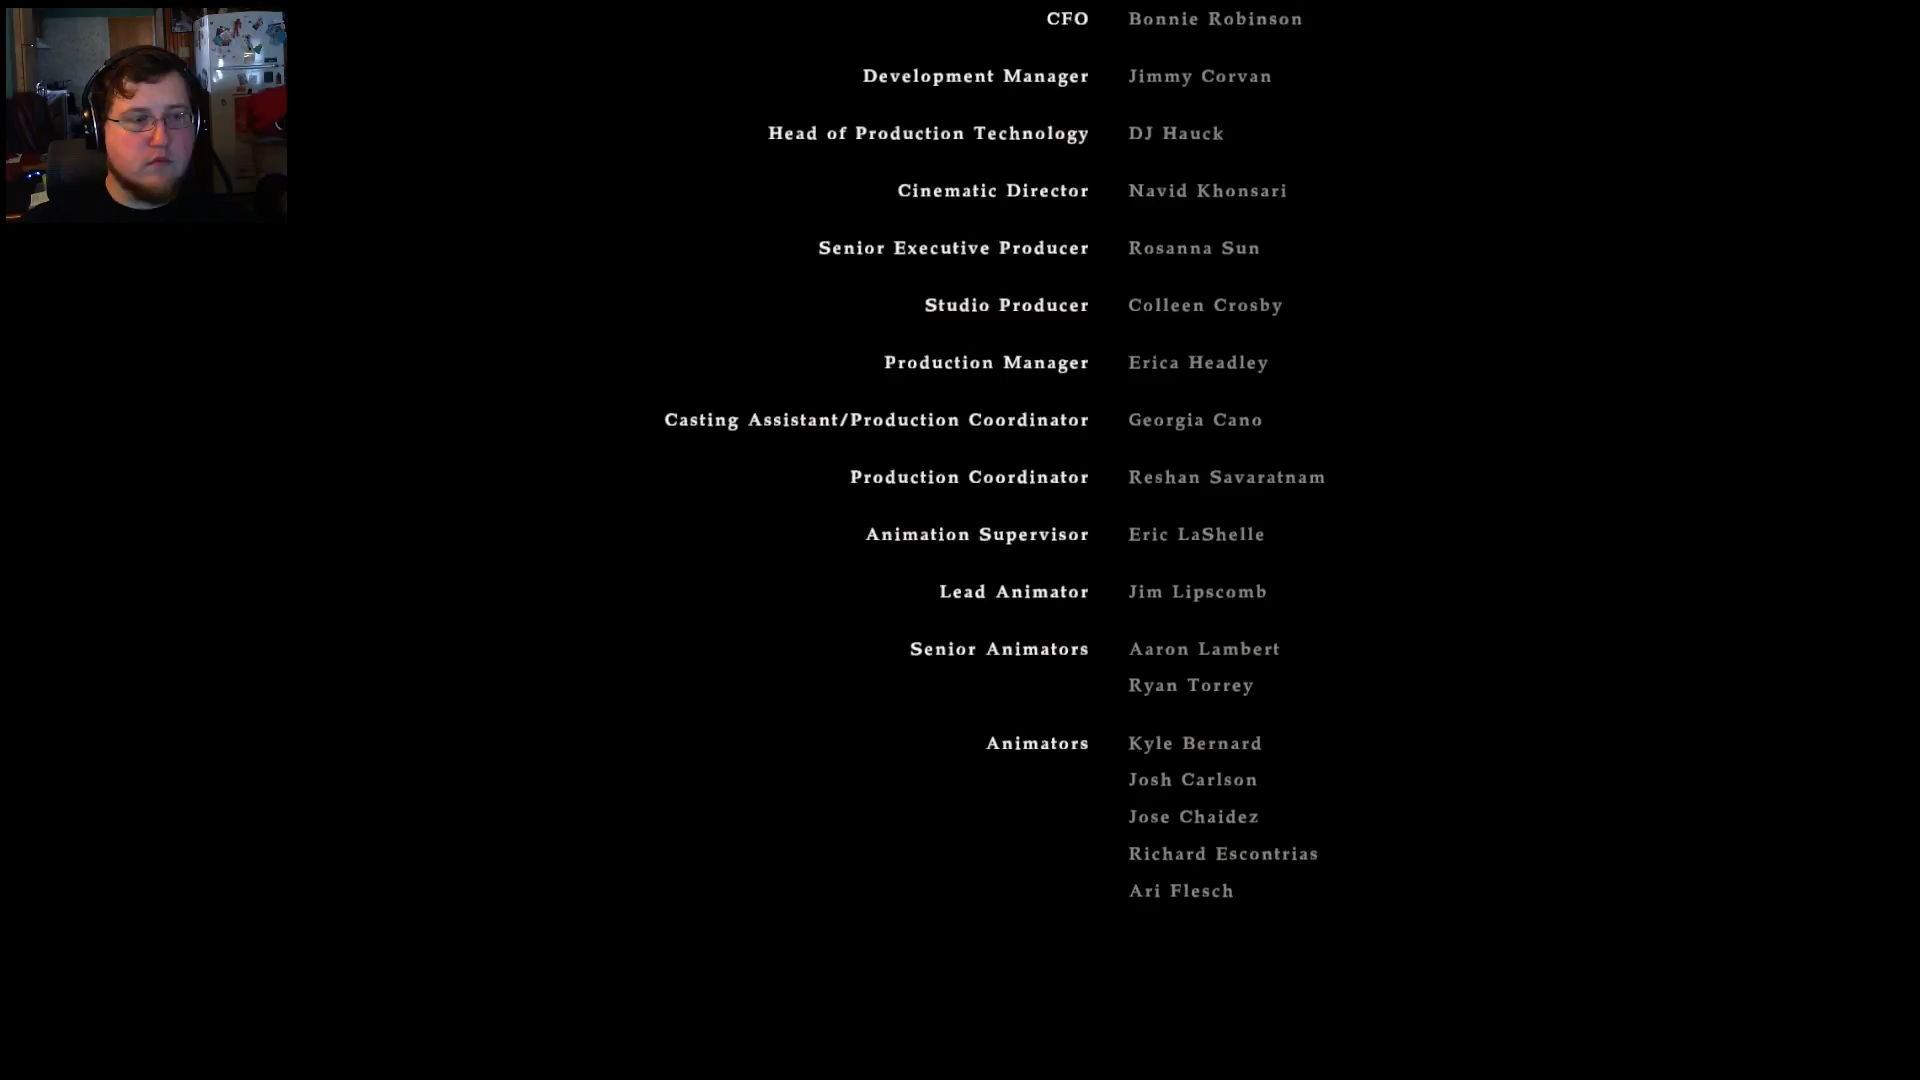 CFO Bonnie Robinson
Development Manager Jimmy Corvan
Head of Production Technology DJ Hauck
Cinematic Director Navid Khonsari
Senior Executive Producer Rosanna Sun
Studio Producer Colleen Crosby
Production Manager Erica Headley
Casting Assistant/Production Coordinator Georgia Cano
Production Coordinator Reshan Savaratnam
Animation Supervisor Eric LaShelle
Lead Animator Jim Lipscomb
Senior Animators Aaron Lambert
Ryan Torrey
Animators Kyle Bernard
Josh Carlson
Jose Chaidez
Richard Escontrias
Ari Flesch